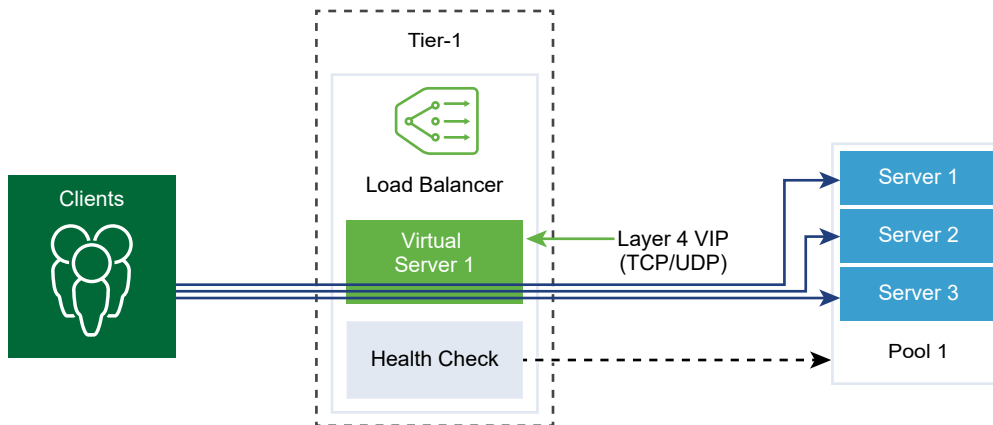 Tier-1
Load Balancer
Clients
Virtual
Server 1
Layer 4 VIP
(TCP/UDP)
Health Check
Server 1
Server 2
Server 3
Pool 1